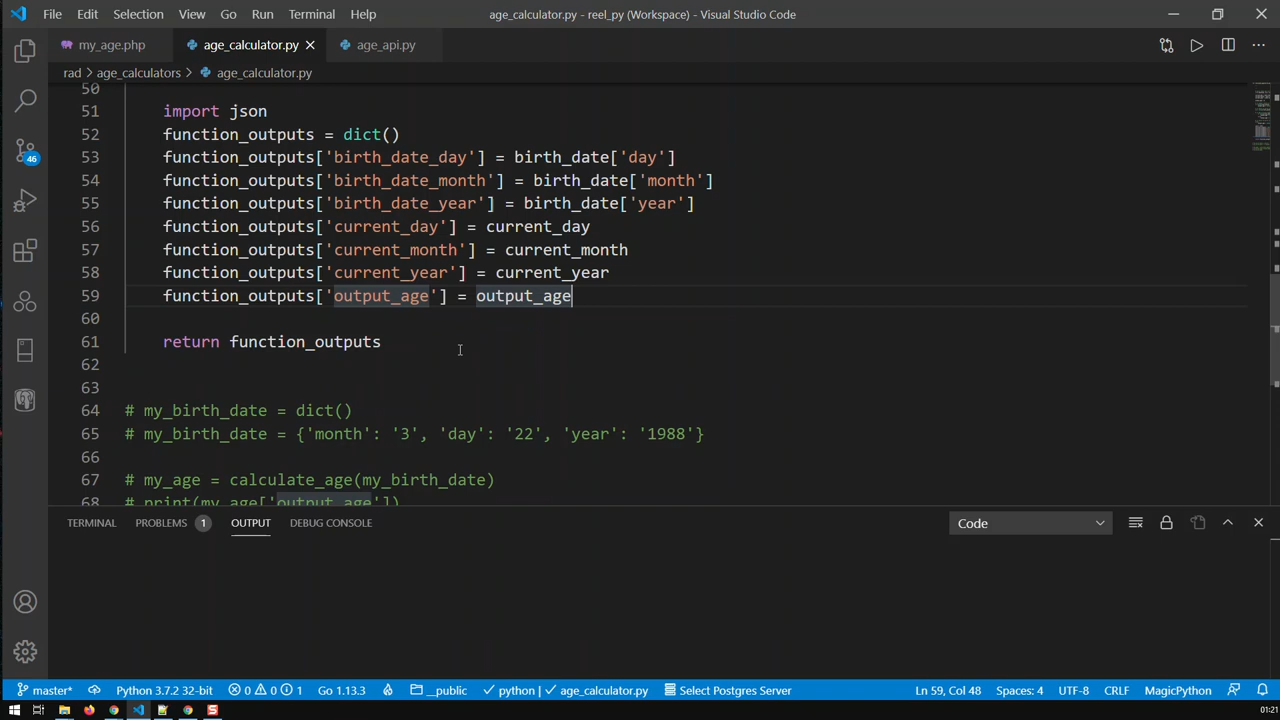 File Edit Selection View Go Run Terminal Help age_calculator.py - reel_py (Workspace) - Visual Studio Code
my_age.php age_calculator.py age_api.py
rad > age_calculators > age_calculator.py
50
51 import json
52 function_outputs = dict()
53 function_outputs['birth_date_day'] = birth_date['day']
54 function_outputs['birth_date_month'] = birth_date['month']
55 function_outputs['birth_date_year'] = birth_date['year']
56 function_outputs['current_day'] = current_day
57 function_outputs['current_month'] = current_month
58 function_outputs['current_year'] = current_year
59 function_outputs['output_age'] = output_age
60
61 return function_outputs
62
63
64 # my_birth_date = dict()
65 # my_birth_date = {'month': '3', 'day': '22', 'year': '1988'}
66
67 # my_age = calculate_age(my_birth_date)
68 # print(my_age['output_age'])
46
TERMINAL PROBLEMS 1 OUTPUT DEBUG CONSOLE Code
master* Python 3.7.2 32-bit 0 0 1 Go 1.13.3 __public python | age_calculator.py Select Postgres Server Ln 59, Col 48 Spaces: 4 UTF-8 CRLF MagicPython
01:21